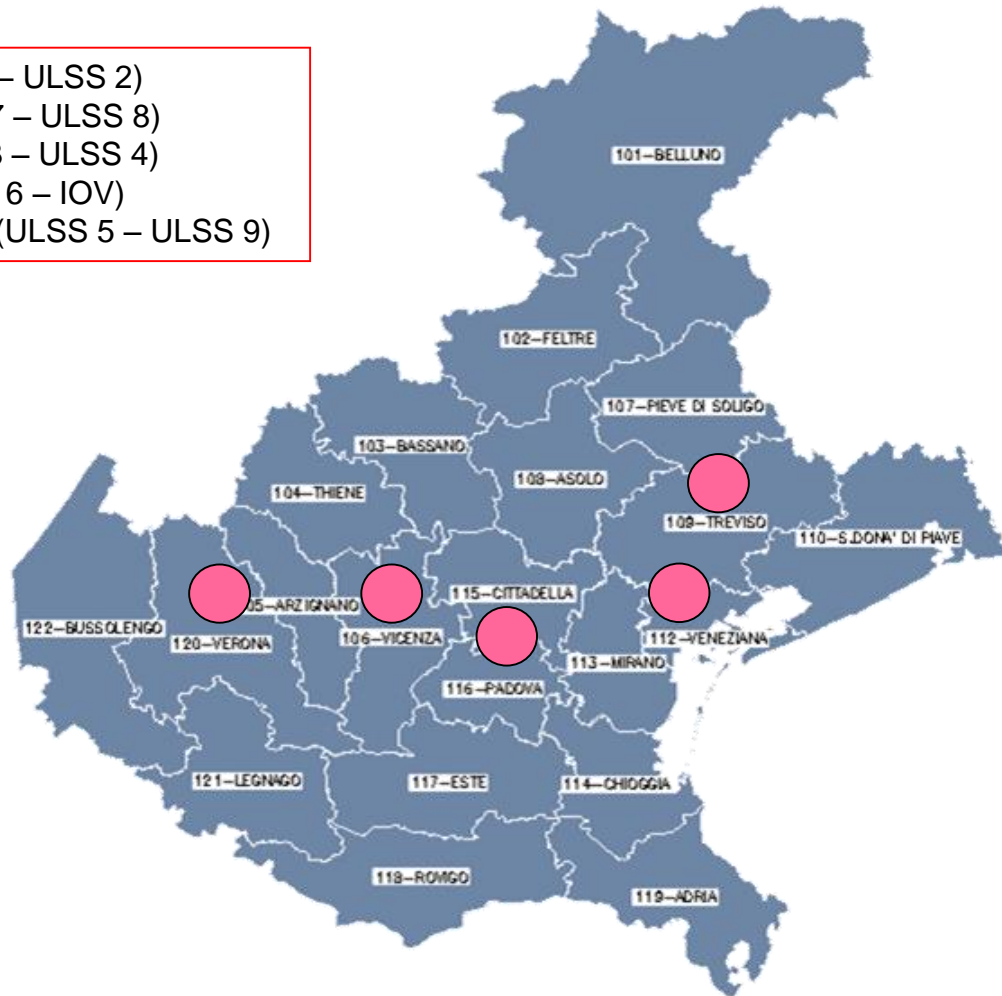 – ULSS 2)
7 – ULSS 8)
3 – ULSS 4)
6 – IOV)
(ULSS 5 – ULSS 9)
101-BELLUNO
102-FELTRE
107-PIEVE DI SOLIGO
103-BASSANO
108-ASOLO
104-THIENE
109-TREVISO
110-S.DONA' DI PIAVE
115-CITTADELLA
05-ARZIGNANO
122-BUSSOLENGO
120-VERONA
106-VICENZA
112-VENEZIANA
113-MIRANO
116-PADOVA
121-LEGNAGO
117-ESTE
114-CHIOGGIA
118-ROVIGO
119-ADRIA